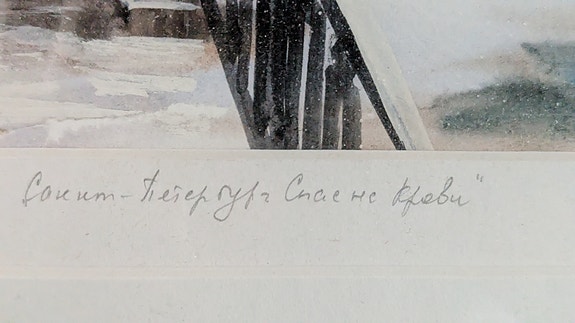 Санкт-Петербург Спас на Крови"